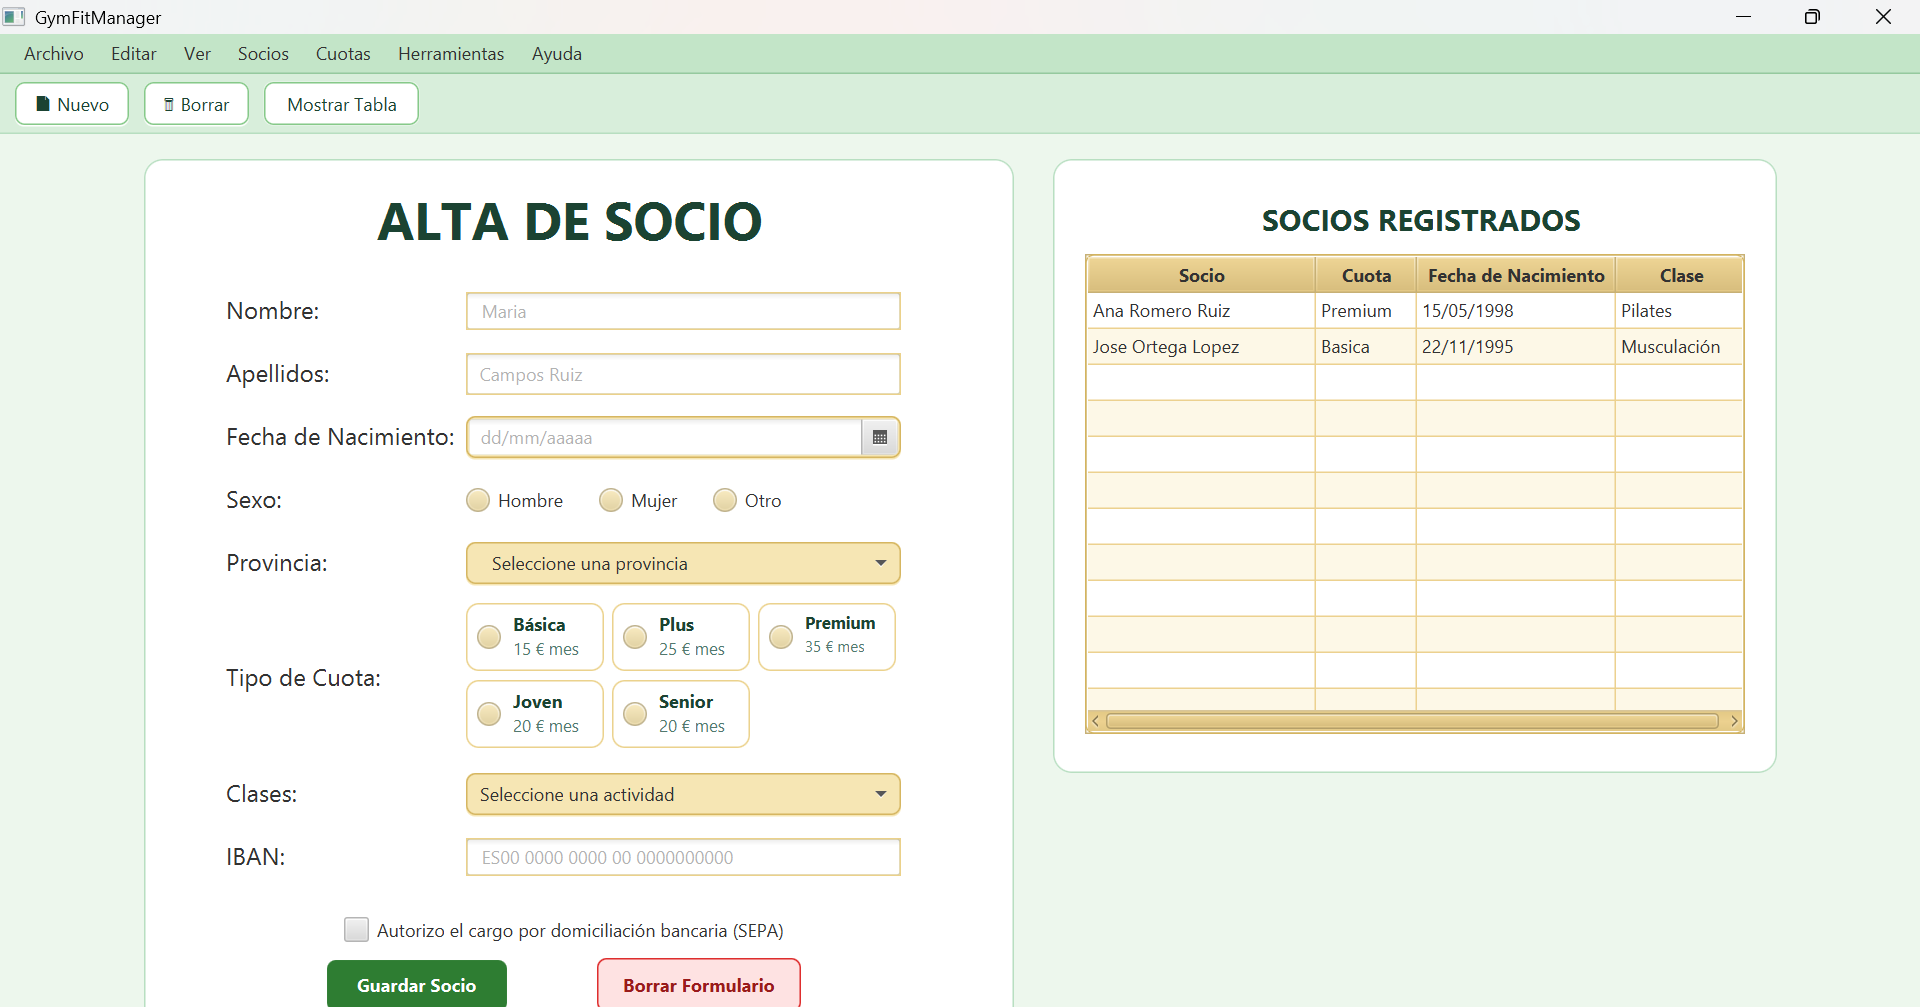 GymFitManager
Archivo Editar Ver Socios Cuotas Herramientas Ayuda
Nuevo Borrar Mostrar Tabla
ALTA DE SOCIO
Nombre: Maria
Apellidos: Campos Ruiz
Fecha de Nacimiento: dd/mm/aaaaa
Sexo: Hombre Mujer Otro
Provincia: Seleccione una provincia
Tipo de Cuota:
Básica Plus Premium
15 € mes 25 € mes 35 € mes
Joven Senior
20 € mes 20 € mes
Clases: Seleccione una actividad
IBAN: ES00 0000 0000 00 0000000000
Autorizo el cargo por domiciliación bancaria (SEPA)
Guardar Socio Borrar Formulario
SOCIOS REGISTRADOS
Socio Cuota Fecha de Nacimiento Clase
Ana Romero Ruiz Premium 15/05/1998 Pilates
Jose Ortega Lopez Basica 22/11/1995 Musculación